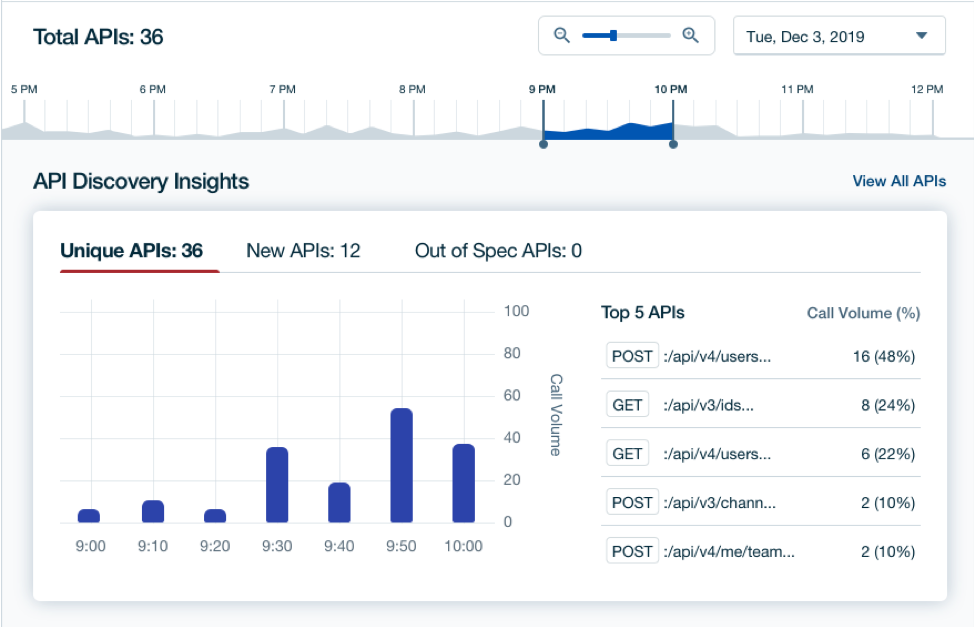 Total APIs: 36
Tue, Dec 3, 2019
5 PM 6 PM 7 PM 8 PM 9 PM 10 PM 11 PM 12 PM
API Discovery Insights
View All APIs
Unique APIs: 36 New APIs: 12 Out of Spec APIs: 0
100
80
60
40
20
0
Call Volume
9:00 9:10 9:20 9:30 9:40 9:50 10:00
Top 5 APIs Call Volume (%)
POST :/api/v4/users... 16 (48%)
GET :/api/v3/ids... 8 (24%)
GET :/api/v4/users... 6 (22%)
POST :/api/v3/chann... 2 (10%)
POST :/api/v4/me/team... 2 (10%)